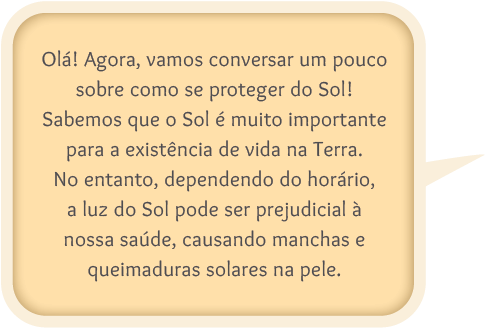 Olá! Agora, vamos conversar um pouco
sobre como se proteger do Sol!
Sabemos que o Sol é muito importante
para a existência de vida na Terra.
No entanto, dependendo do horário,
a luz do Sol pode ser prejudicial à
nossa saúde, causando manchas e
queimaduras solares na pele.